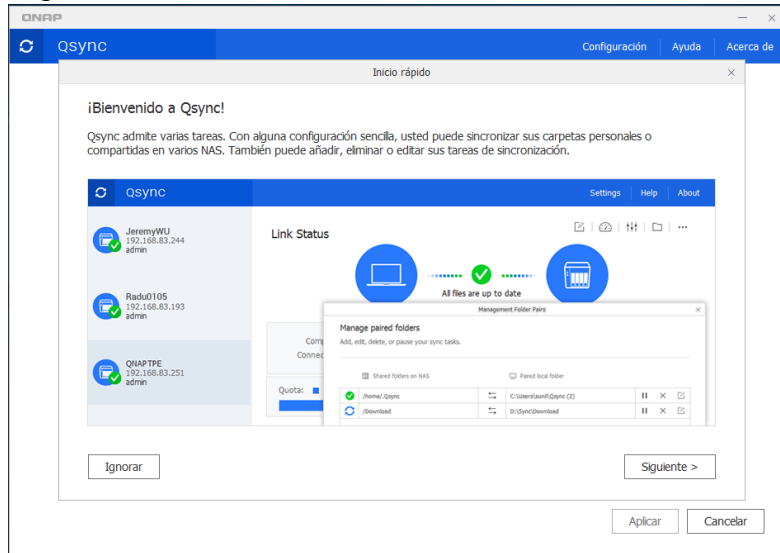 QNAP
Qsync
Configuración
Ayuda
Acerca de
Inicio rápido
¡Bienvenido a Qsync!
Qsync admite varias tareas. Con alguna configuración sencilla, usted puede sincronizar sus carpetas personales o
compartidas en varios NAS. También puede añadir, eliminar o editar sus tareas de sincronización.
Qsync
Settings
Help
About
JeremyWU
192.168.83.244
admin
Link Status
All files are up to date
Radu0105
192.168.83.193
admin
Management Folder Pairs
Manage paired folders
Add, edit, delete, or pause your sync tasks.
Comp
Connec
QNAPTPE
192.168.83.251
admin
Shared folders on NAS
Paired local folder
Quota:
/home/.Qsync
C:\Users\sunil\Qsync (2)
/Download
D:\Sync\Download
Ignorar
Siguiente >
Aplicar
Cancelar